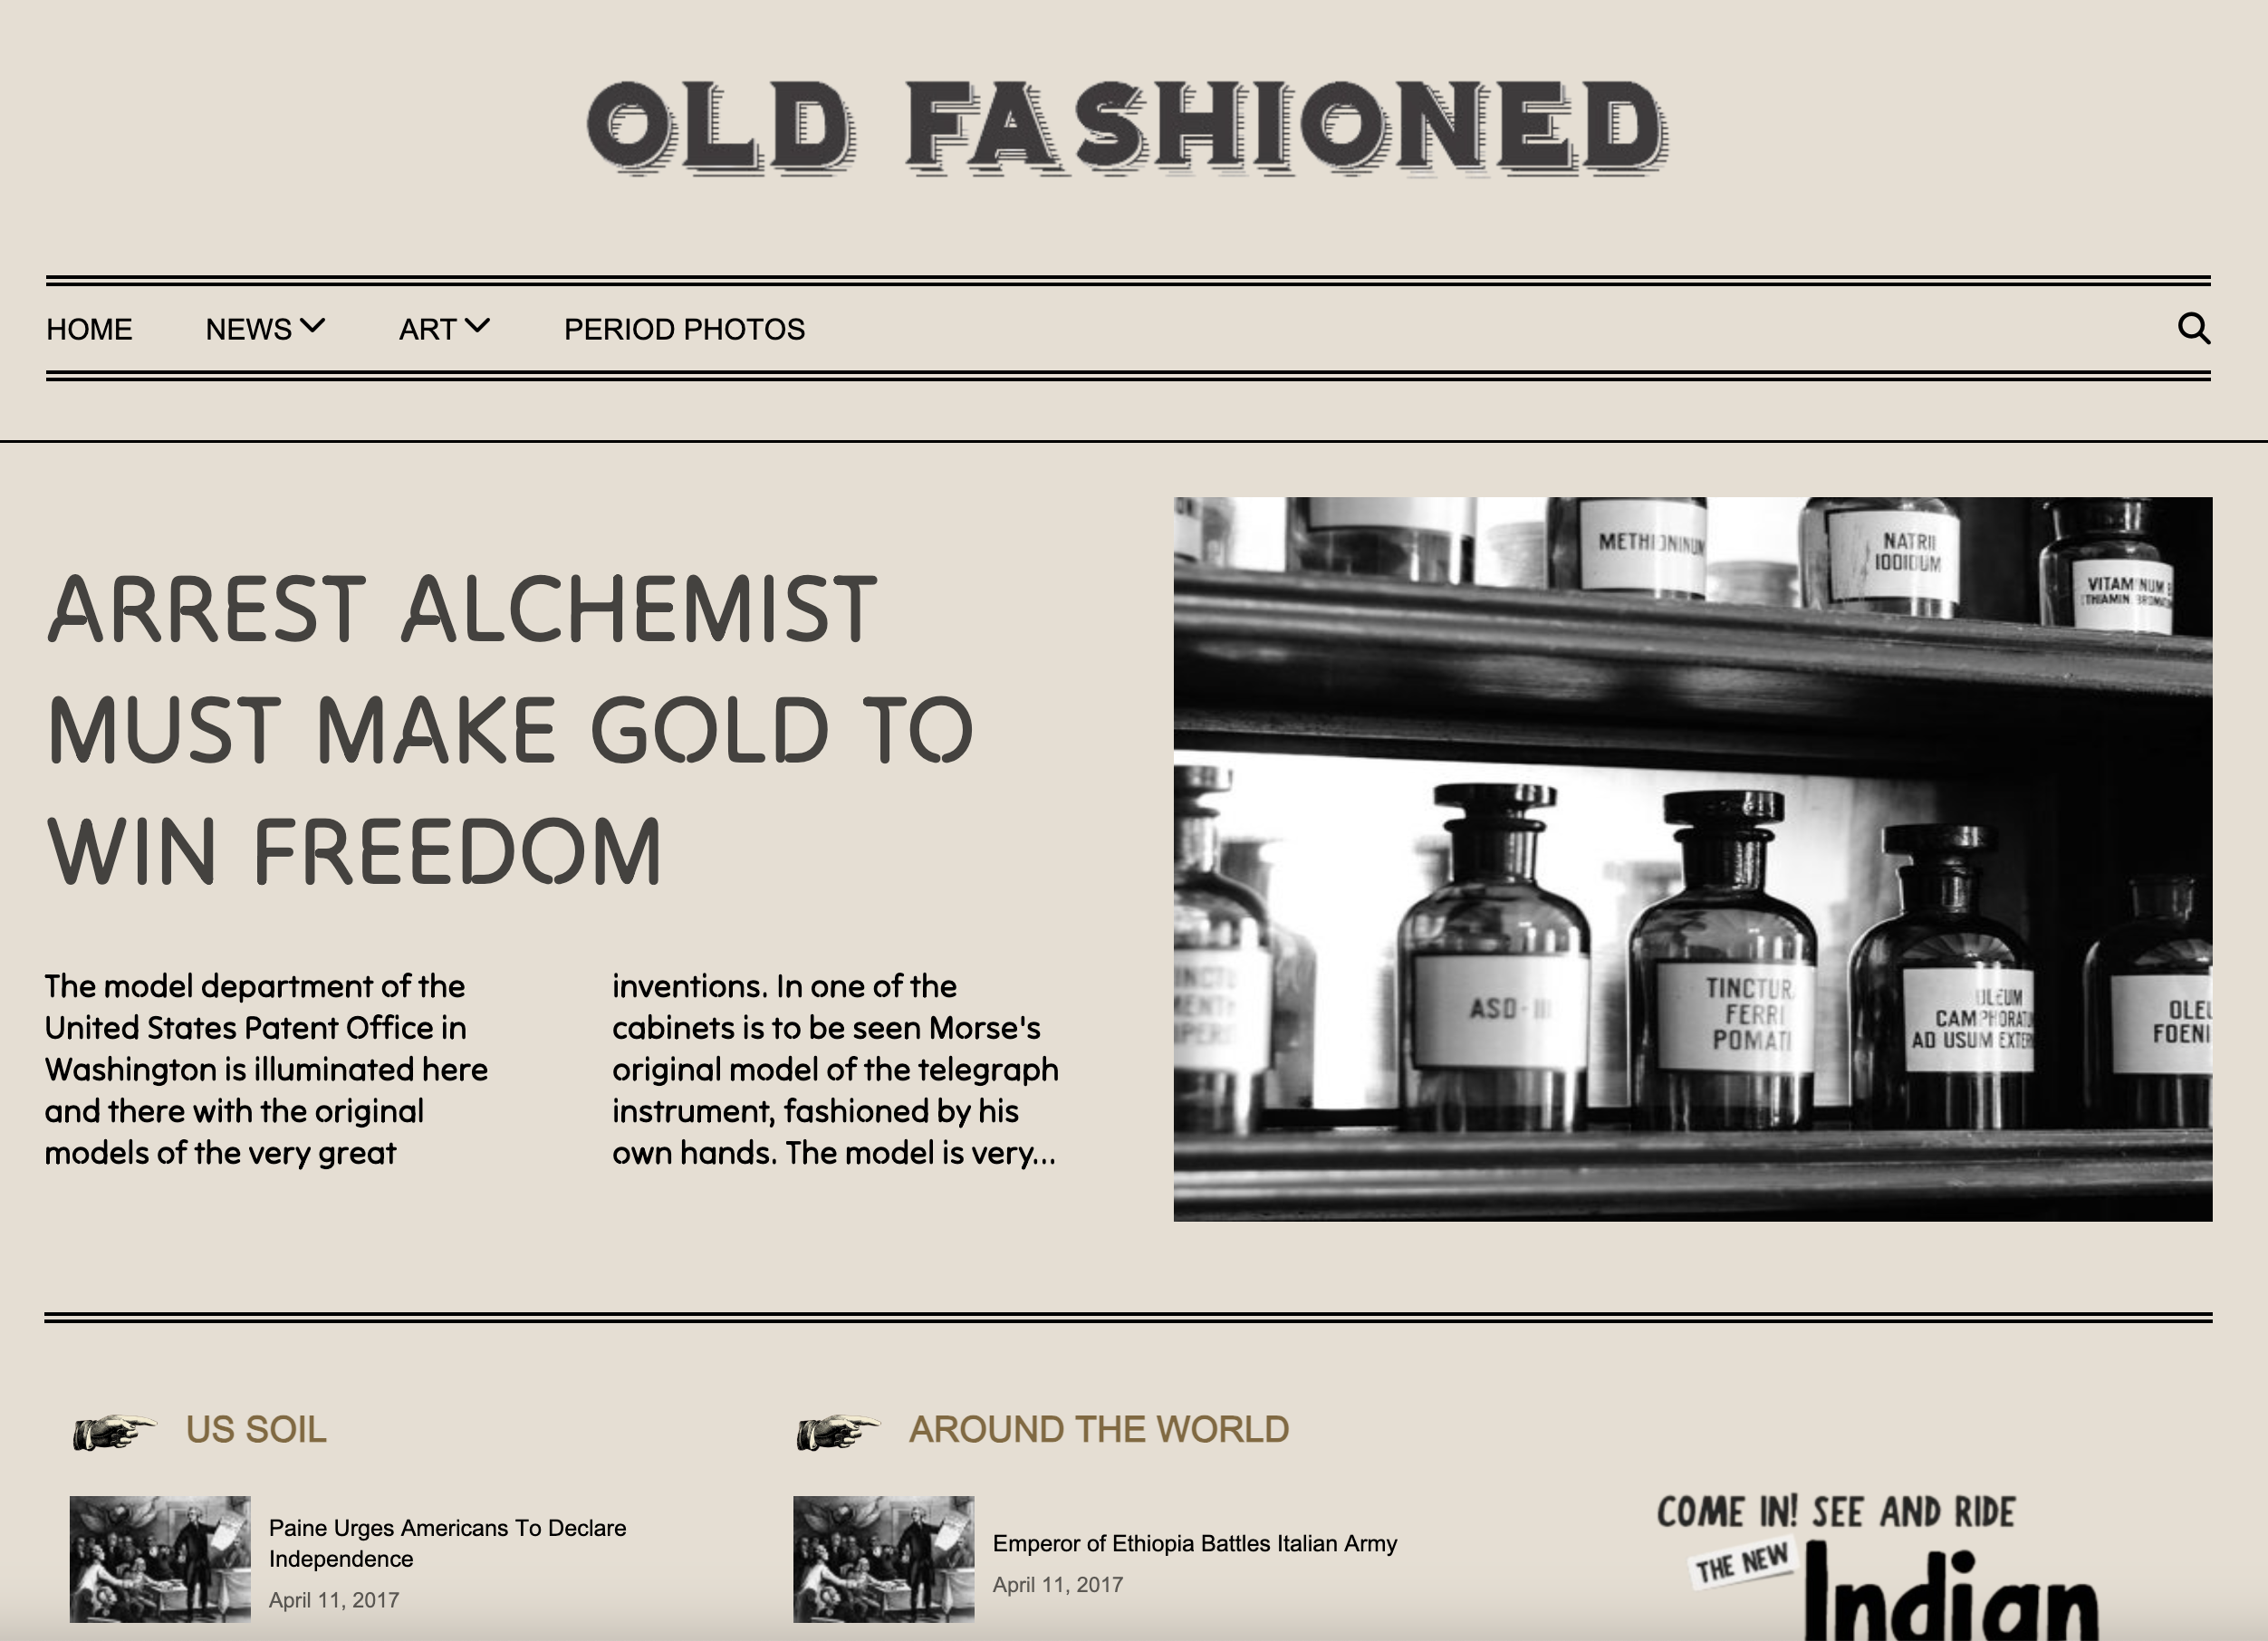 OLD FASHIONED
HOME NEWS ART PERIOD PHOTOS
ARREST ALCHEMIST
MUST MAKE GOLD TO
WIN FREEDOM
The model department of the
United States Patent Office in
Washington is illuminated here
and there with the original
models of the very great
inventions. In one of the
cabinets is to be seen Morse's
original model of the telegraph
instrument, fashioned by his
own hands. The model is very...
METHIONINUM
NATRII
IODIDUM
VITAMINUM
ASD-III
TINCTUR
FERRI
POMATI
OLEUM
CAMPHORATU
AD USUM EXTER
OLEU
FOENI
US SOIL
Paine Urges Americans To Declare
Independence
April 11, 2017
AROUND THE WORLD
Emperor of Ethiopia Battles Italian Army
April 11, 2017
COME IN! SEE AND RIDE
THE NEW
Indian